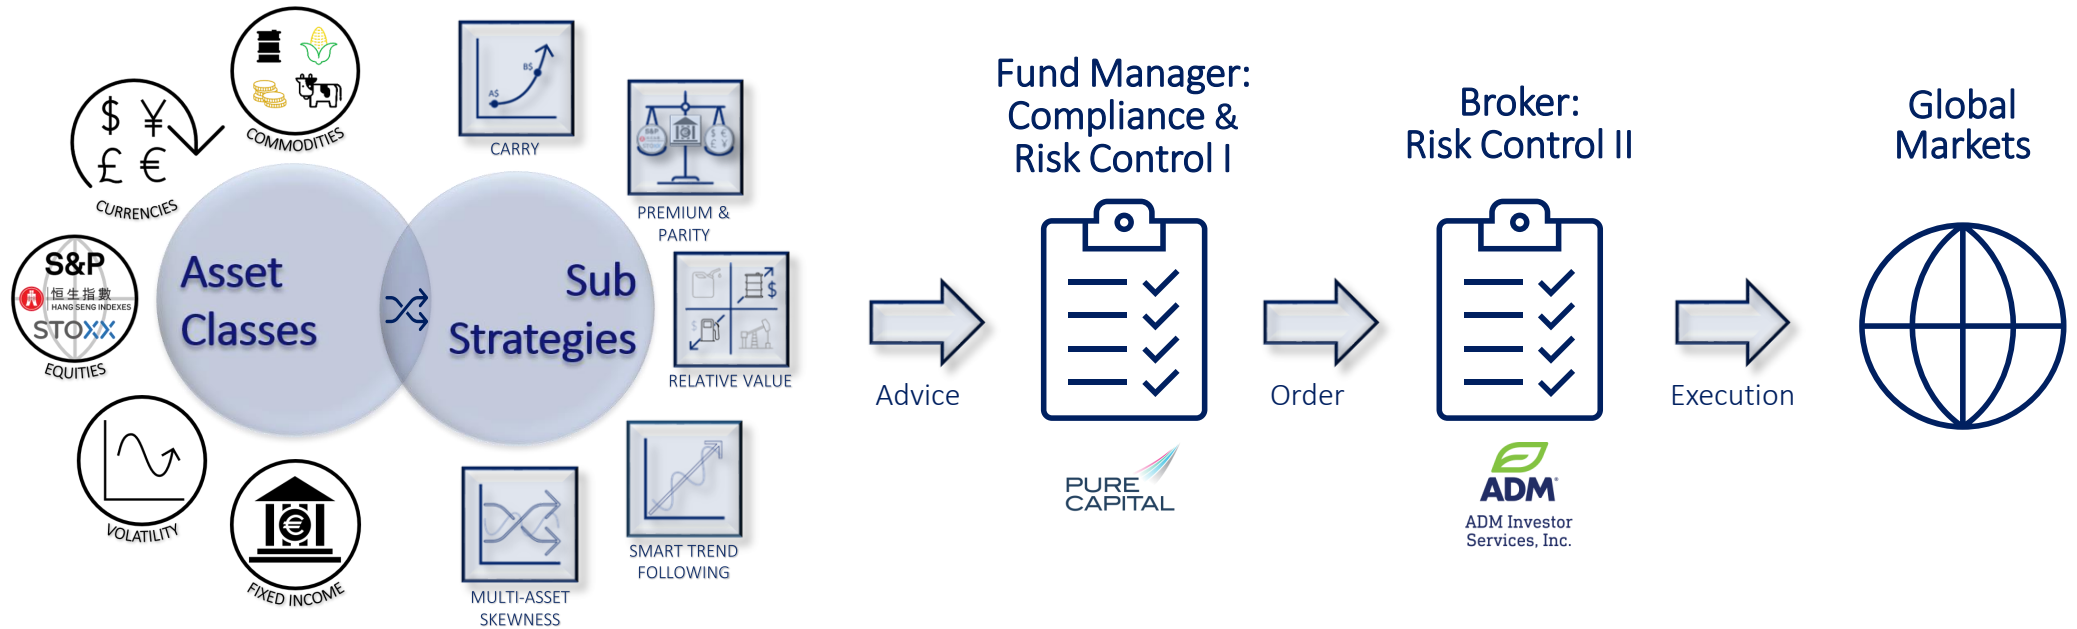 COMMODITIES
$ ¥
£ €
CURRENCIES
S&P
恒生指數
HANG SENG INDEXES
STOXX
EQUITIES
VOLATILITY
€
FIXED INCOME
Asset
Classes
Sub
Strategies
A$
B$
CARRY
S&P
$ €
£ ¥
PREMIUM &
PARITY
$
$
RELATIVE VALUE
SMART TREND
FOLLOWING
MULTI-ASSET
SKEWNESS
Advice
Fund Manager:
Compliance &
Risk Control I
PURE
CAPITAL
Order
Broker:
Risk Control II
ADM
ADM Investor
Services, Inc.
Execution
Global
Markets